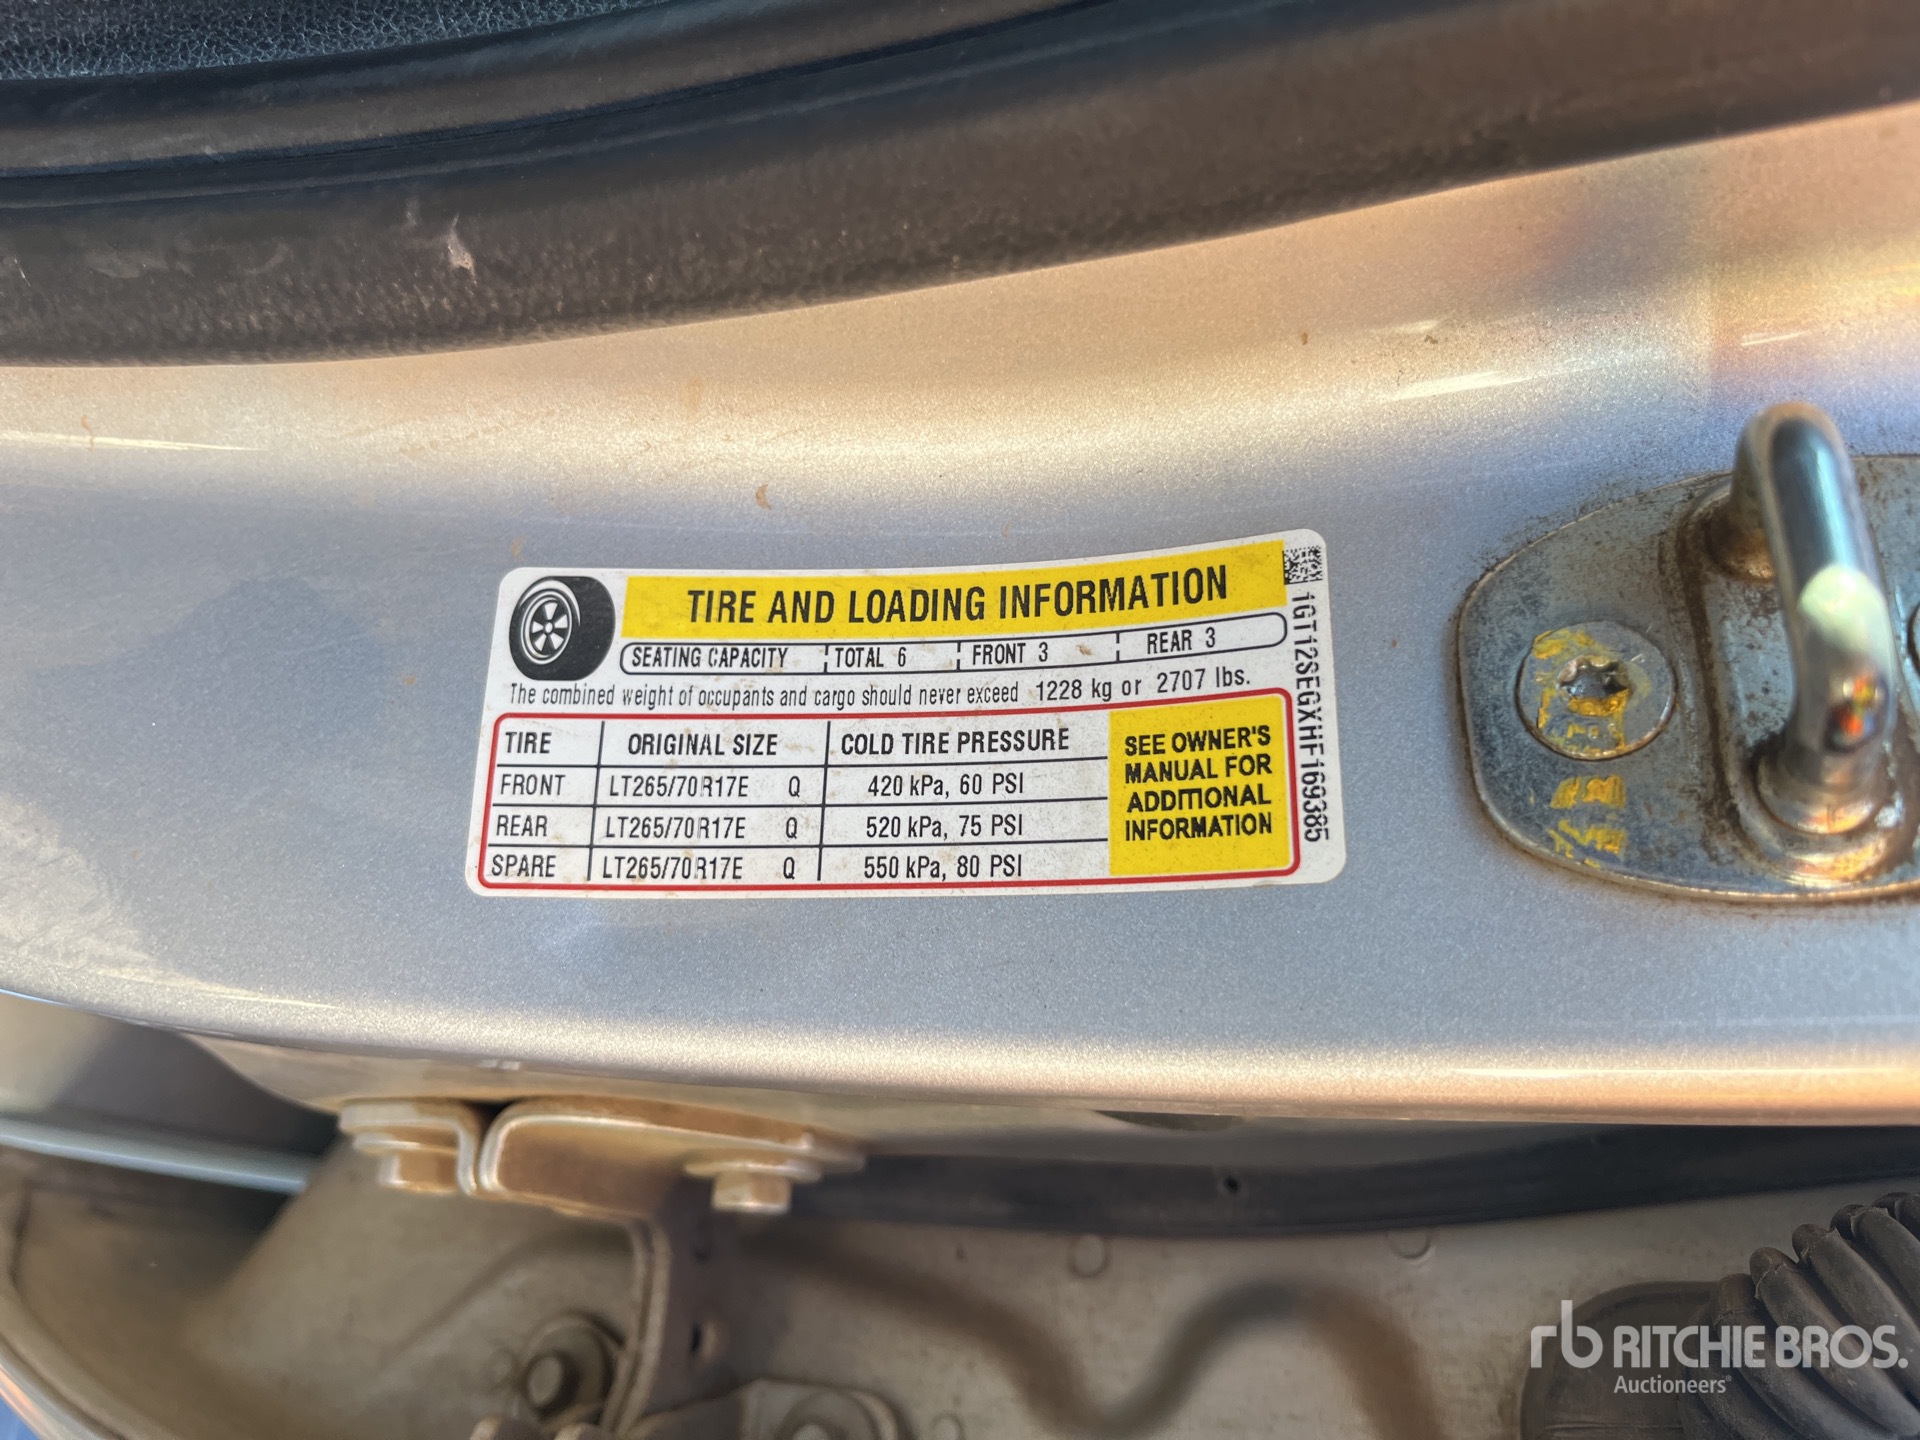 TIRE AND LOADING INFORMATION
SEATING CAPACITY TOTAL 6 FRONT 3 REAR 3
The combined weight of occupants and cargo should never exceed 1228 kg or 2707 lbs.
TIRE ORIGINAL SIZE COLD TIRE PRESSURE
FRONT LT265/70R17E Q 420 kPa, 60 PSI
REAR LT265/70R17E Q 520 kPa, 75 PSI
SPARE LT265/70R17E Q 550 kPa, 80 PSI
SEE OWNER'S
MANUAL FOR
ADDITIONAL
INFORMATION
1GT12SEGXHF169385
rb RITCHIE BROS.
Auctioneers